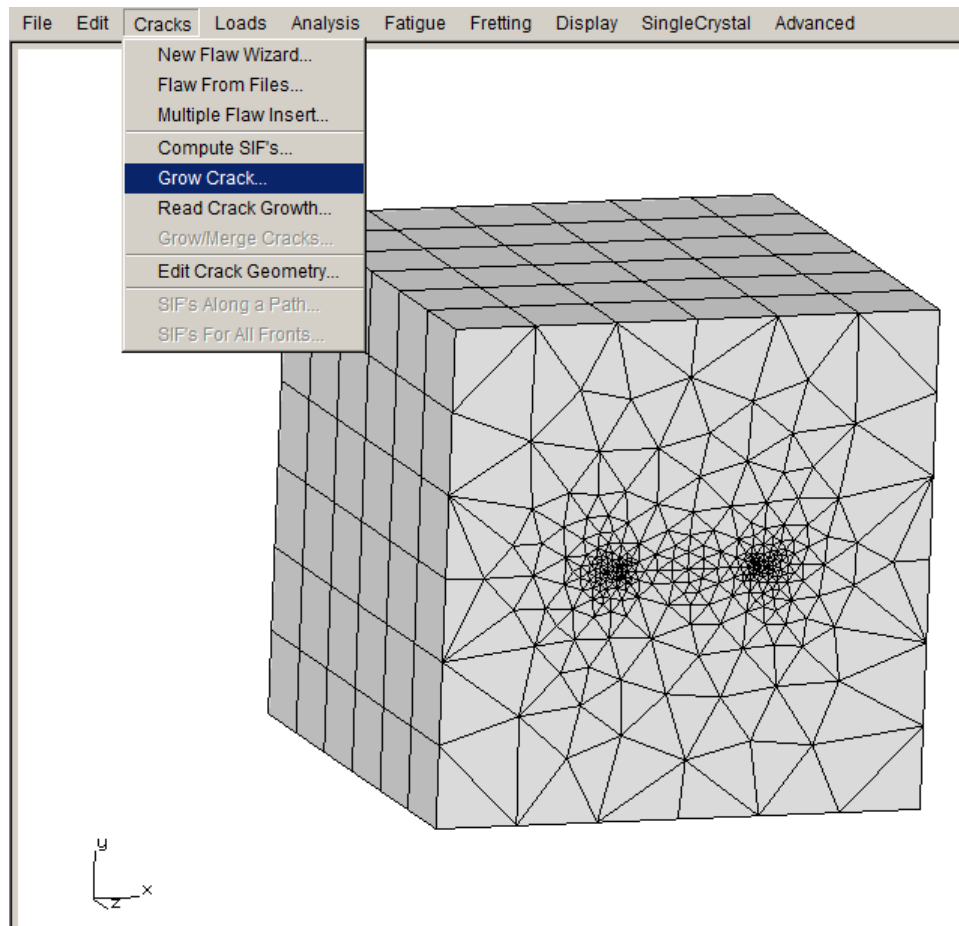 File Edit Cracks Loads Analysis Fatigue Fretting Display SingleCrystal Advanced
New Flaw Wizard...
Flaw From Files...
Multiple Flaw Insert...
Compute SIF's...
Grow Crack...
Read Crack Growth...
Grow/Merge Cracks...
Edit Crack Geometry...
SIF's Along a Path...
SIF's For All Fronts...
y
x
z